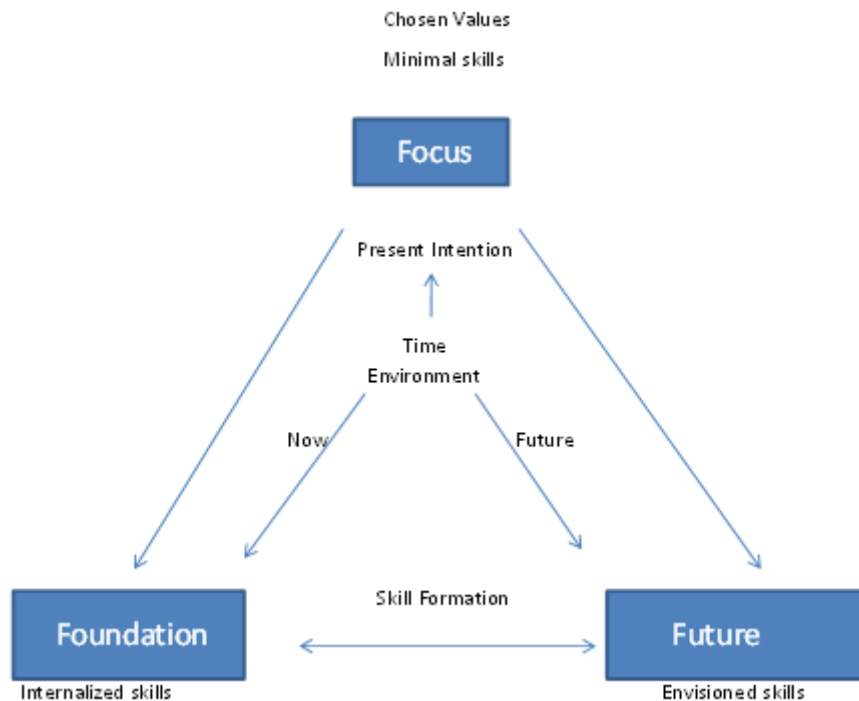 Chosen Values
Minimal skills
Focus
Present Intention
Time
Environment
Now
Future
Skill Formation
Foundation
Future
Internalized skills
Envisioned skills